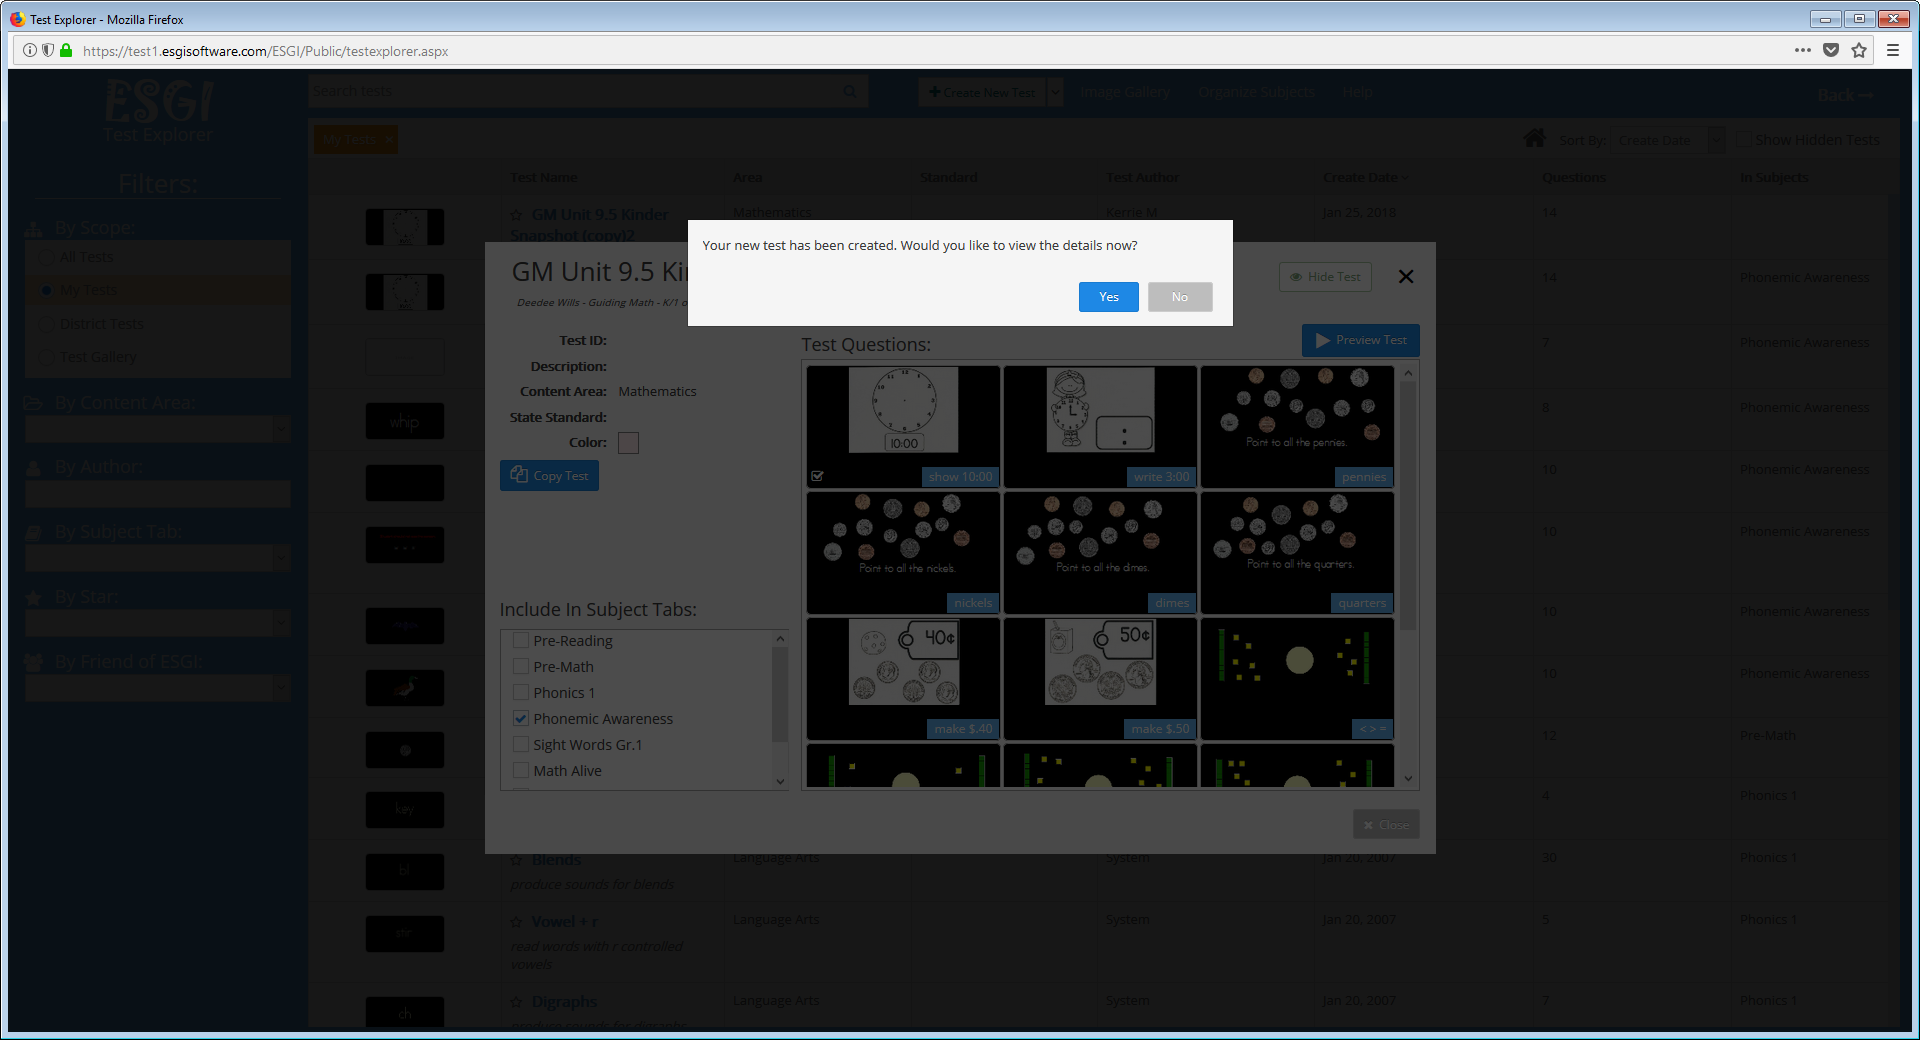 Test Explorer - Mozilla Firefox
https://test1.esgisoftware.com/ESGI/Public/testexplorer.aspx
ESGI
Test Explorer
Search tests
Create New Test
Image Gallery
Organize Subjects
Help
Back
My Tests ×
Sort By:
Create Date
Show Hidden Tests
Filters:
By Scope:
All Tests
My Tests
District Tests
Test Gallery
By Content Area:
By Author:
By Subject Tab:
By Star:
By Friend of ESGI:
Test Name
Area
Standard
Test Author
Create Date
Questions
In Subjects
GM Unit 9.5 Kinder
Snapshot (copy)2
Mathematics
Kerrie M
Jan 25, 2018
14
14
Phonemic Awareness
7
Phonemic Awareness
whip
8
Phonemic Awareness
10
Phonemic Awareness
10
Phonemic Awareness
10
Phonemic Awareness
10
Phonemic Awareness
12
Pre-Math
key
4
Phonics 1
bl
Blends
produce sounds for blends
Language Arts
System
Jan 20, 2007
30
Phonics 1
Vowel + r
read words with r controlled
vowels
Language Arts
System
Jan 20, 2007
5
Phonics 1
ch
Digraphs
produce sounds for digraphs
Language Arts
System
Jan 20, 2007
7
Phonics 1
Your new test has been created. Would you like to view the details now?
Yes
No
GM Unit 9.5 Ki
Deedee Wills - Guiding Math - K/1
Hide Test
Test ID:
Description:
Content Area: Mathematics
State Standard:
Color:
Copy Test
Test Questions:
Preview Test
10:00
show 10:00
:
write 3:00
Point to all the pennies.
pennies
Point to all the nickels.
nickels
Point to all the dimes.
dimes
Point to all the quarters.
quarters
40¢
make $.40
50¢
make $.50
< > =
Include In Subject Tabs:
Pre-Reading
Pre-Math
Phonics 1
Phonemic Awareness
Sight Words Gr.1
Math Alive
Close